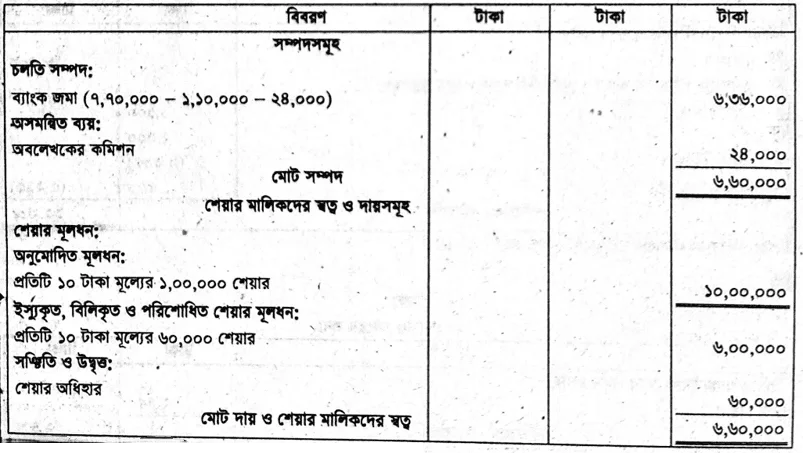 বিবরণ টাকা টাকা টাকা
সম্পদসমূহ
চলতি সম্পদ:
ব্যাংক জমা (৭,৭০,০০০ – ১,১০,০০০ – ২৪,০০০) ৬,৩৬,০০০
অসমন্বিত ব্যয়:
অবলেখকের কমিশন ২৪,০০০
মোট সম্পদ ৬,৬০,০০০
শেয়ার মালিকদের স্বত্ব ও দায়সমূহ
শেয়ার মূলধন:
অনুমোদিত মূলধন:
প্রতিটি ১০ টাকা মূল্যের ১,০০,০০০ শেয়ার ১০,০০,০০০
ইস্যুকৃত, বিলিকৃত ও পরিশোধিত শেয়ার মূলধন:
প্রতিটি ১০ টাকা মূল্যের ৬০,০০০ শেয়ার ৬,০০,০০০
সঞ্চিতি ও উদ্বৃত্ত:
শেয়ার অধিহার ৬০,০০০
মোট দায় ও শেয়ার মালিকদের স্বত্ব ৬,৬০,০০০